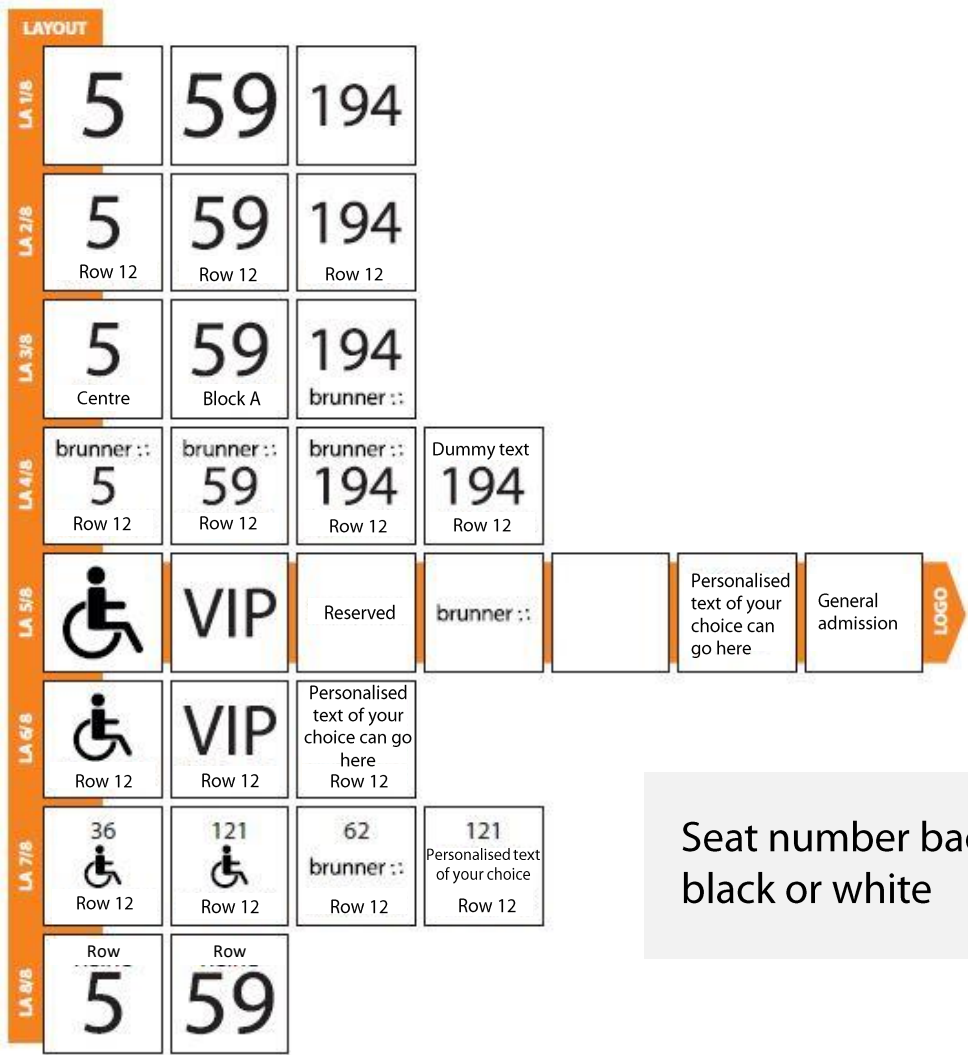 LAYOUT
LA 1/8
5 59 194
LA 2/8
5 59 194
Row 12 Row 12 Row 12
LA 3/8
5 59 194
Centre Block A brunner ::
LA 4/8
brunner :: brunner :: brunner :: Dummy text
5 59 194 194
Row 12 Row 12 Row 12 Row 12
LA 5/8
VIP
Reserved
brunner ::
Personalised
text of your
choice can
go here
General
admission
LOGO
LA 6/8
Row 12
VIP
Row 12
Personalised
text of your
choice can go
here
Row 12
LA 7/8
36
Row 12
121
Row 12
62
brunner ::
Row 12
121
Personalised text
of your choice
Row 12
LA 8/8
Row Row
5 59
Seat number
black or white